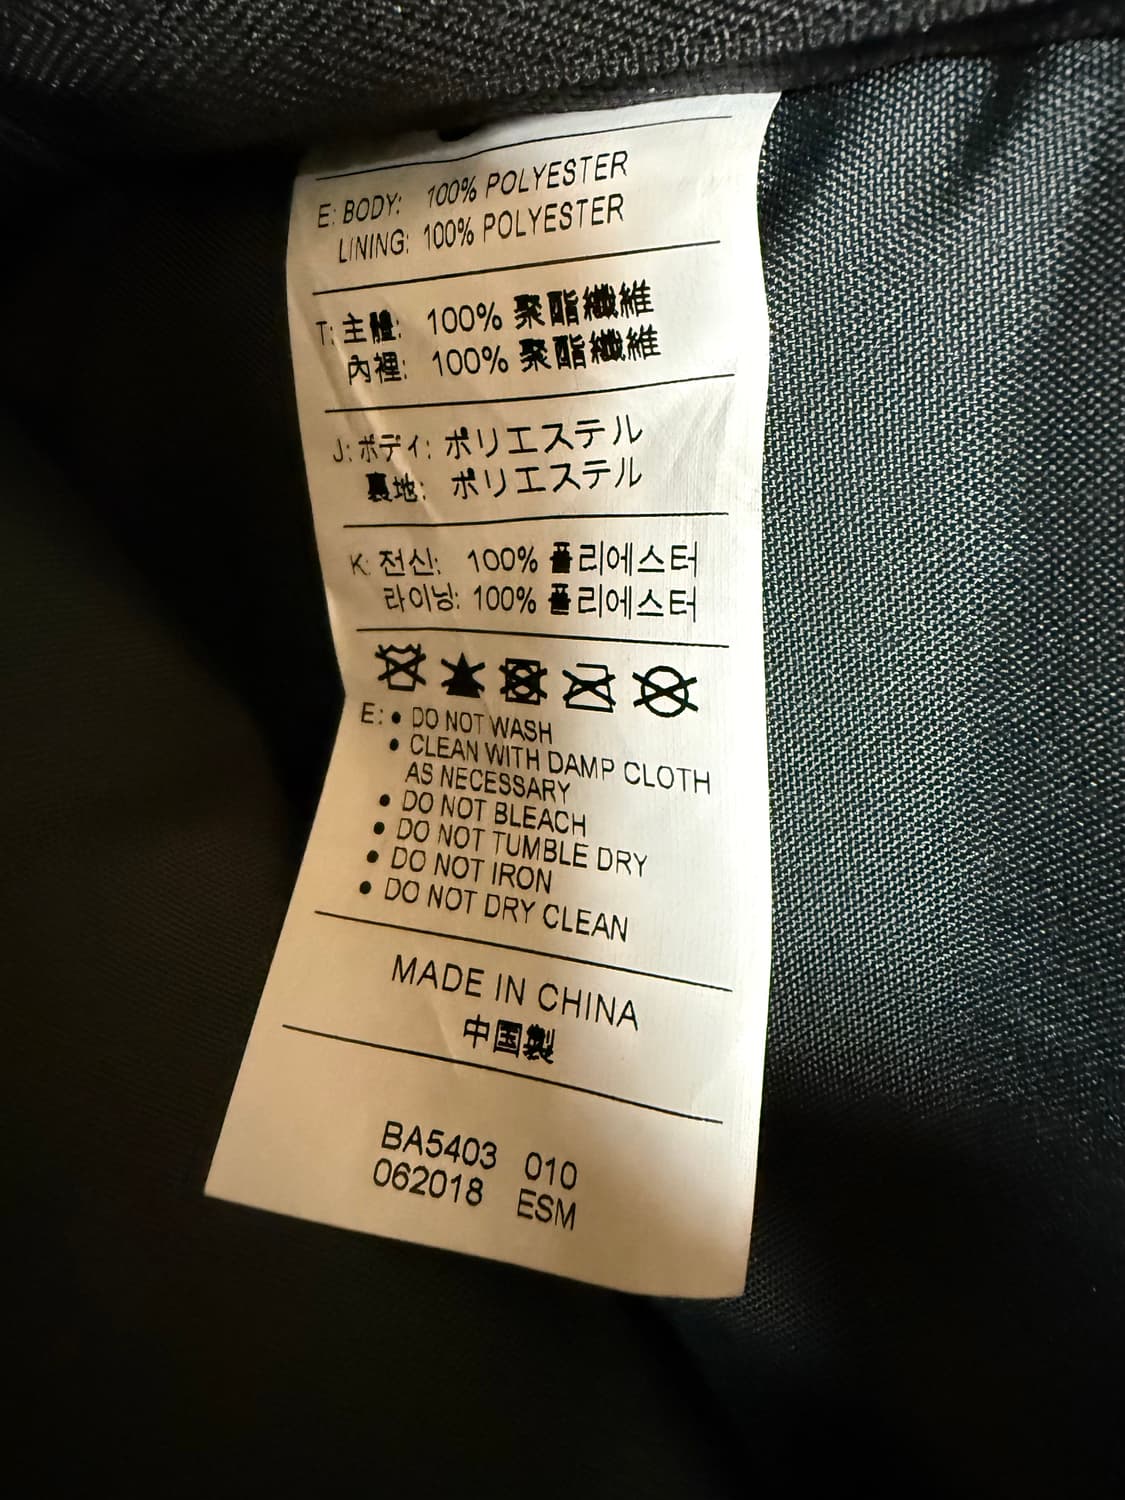 E: BODY: 100% POLYESTER
LINING: 100% POLYESTER
T: 主體: 100% 聚酯纖維
內裡: 100% 聚酯纖維
J: ボディ: ポリエステル
裏地: ポリエステル
K: 전신: 100% 폴리에스터
라이닝: 100% 폴리에스터
E: • DO NOT WASH
• CLEAN WITH DAMP CLOTH
AS NECESSARY
• DO NOT BLEACH
• DO NOT TUMBLE DRY
• DO NOT IRON
• DO NOT DRY CLEAN
MADE IN CHINA
中国製
BA5403 010
062018 ESM